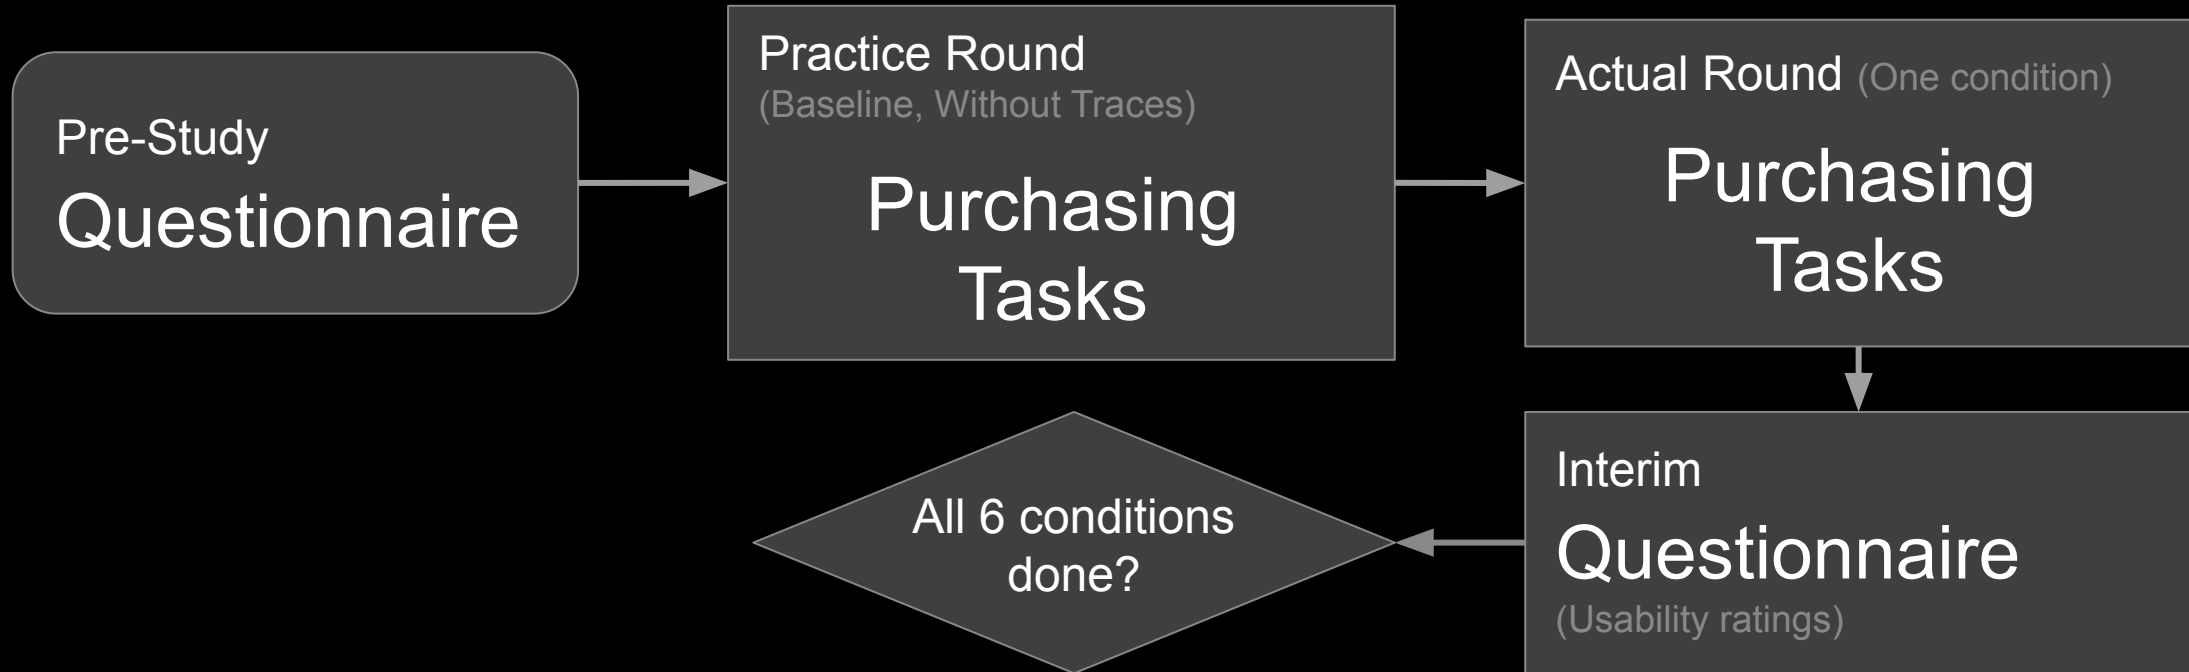 Pre-Study
Questionnaire
Practice Round
(Baseline, Without Traces)
Purchasing
Tasks
Actual Round (One condition)
Purchasing
Tasks
Interim
Questionnaire
(Usability ratings)
All 6 conditions
done?